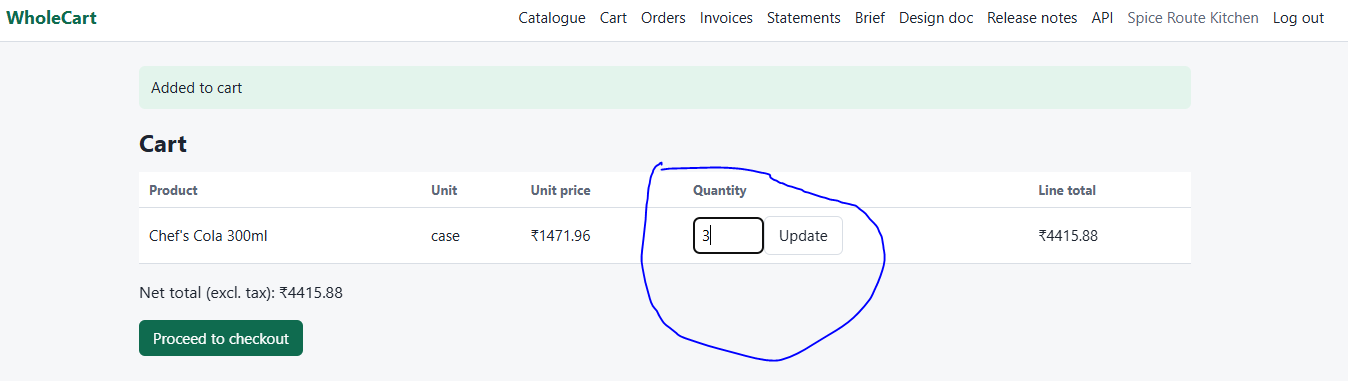 WholeCart Catalogue Cart Orders Invoices Statements Brief Design doc Release notes API Spice Route Kitchen Log out
Added to cart
Cart
Product Unit Unit price Quantity Line total
Chef's Cola 300ml case ₹1471.96 3 Update ₹4415.88
Net total (excl. tax): ₹4415.88
Proceed to checkout